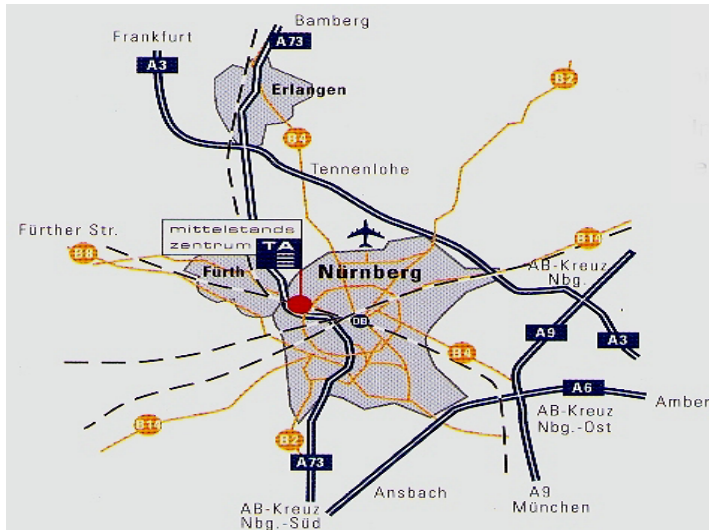 Bamberg
Frankfurt
A73
A3
Erlangen
B2
B4
Tennenlohe
Fürther Str.
mittelstands
zentrum TA
B14
B8
Fürth
Nürnberg
AB-Kreuz
Nbg.
DB
A9
A3
B4
A6
Amber
AB-Kreuz
Nbg.-Ost
B14
B2
A73
Ansbach
A9
München
AB-Kreuz
Nbg.-Süd